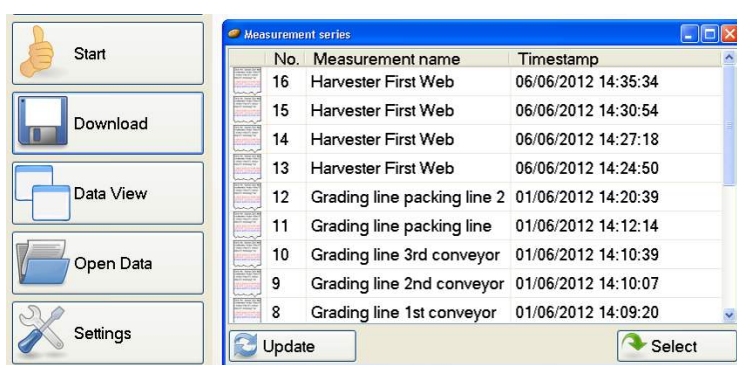 Start
Download
Data View
Open Data
Settings
Measurement series
No. Measurement name Timestamp
16 Harvester First Web 06/06/2012 14:35:34
15 Harvester First Web 06/06/2012 14:30:54
14 Harvester First Web 06/06/2012 14:27:18
13 Harvester First Web 06/06/2012 14:24:50
12 Grading line packing line 2 01/06/2012 14:20:39
11 Grading line packing line 01/06/2012 14:12:14
10 Grading line 3rd conveyor 01/06/2012 14:10:39
9 Grading line 2nd conveyor 01/06/2012 14:10:07
8 Grading line 1st conveyor 01/06/2012 14:09:20
Update Select